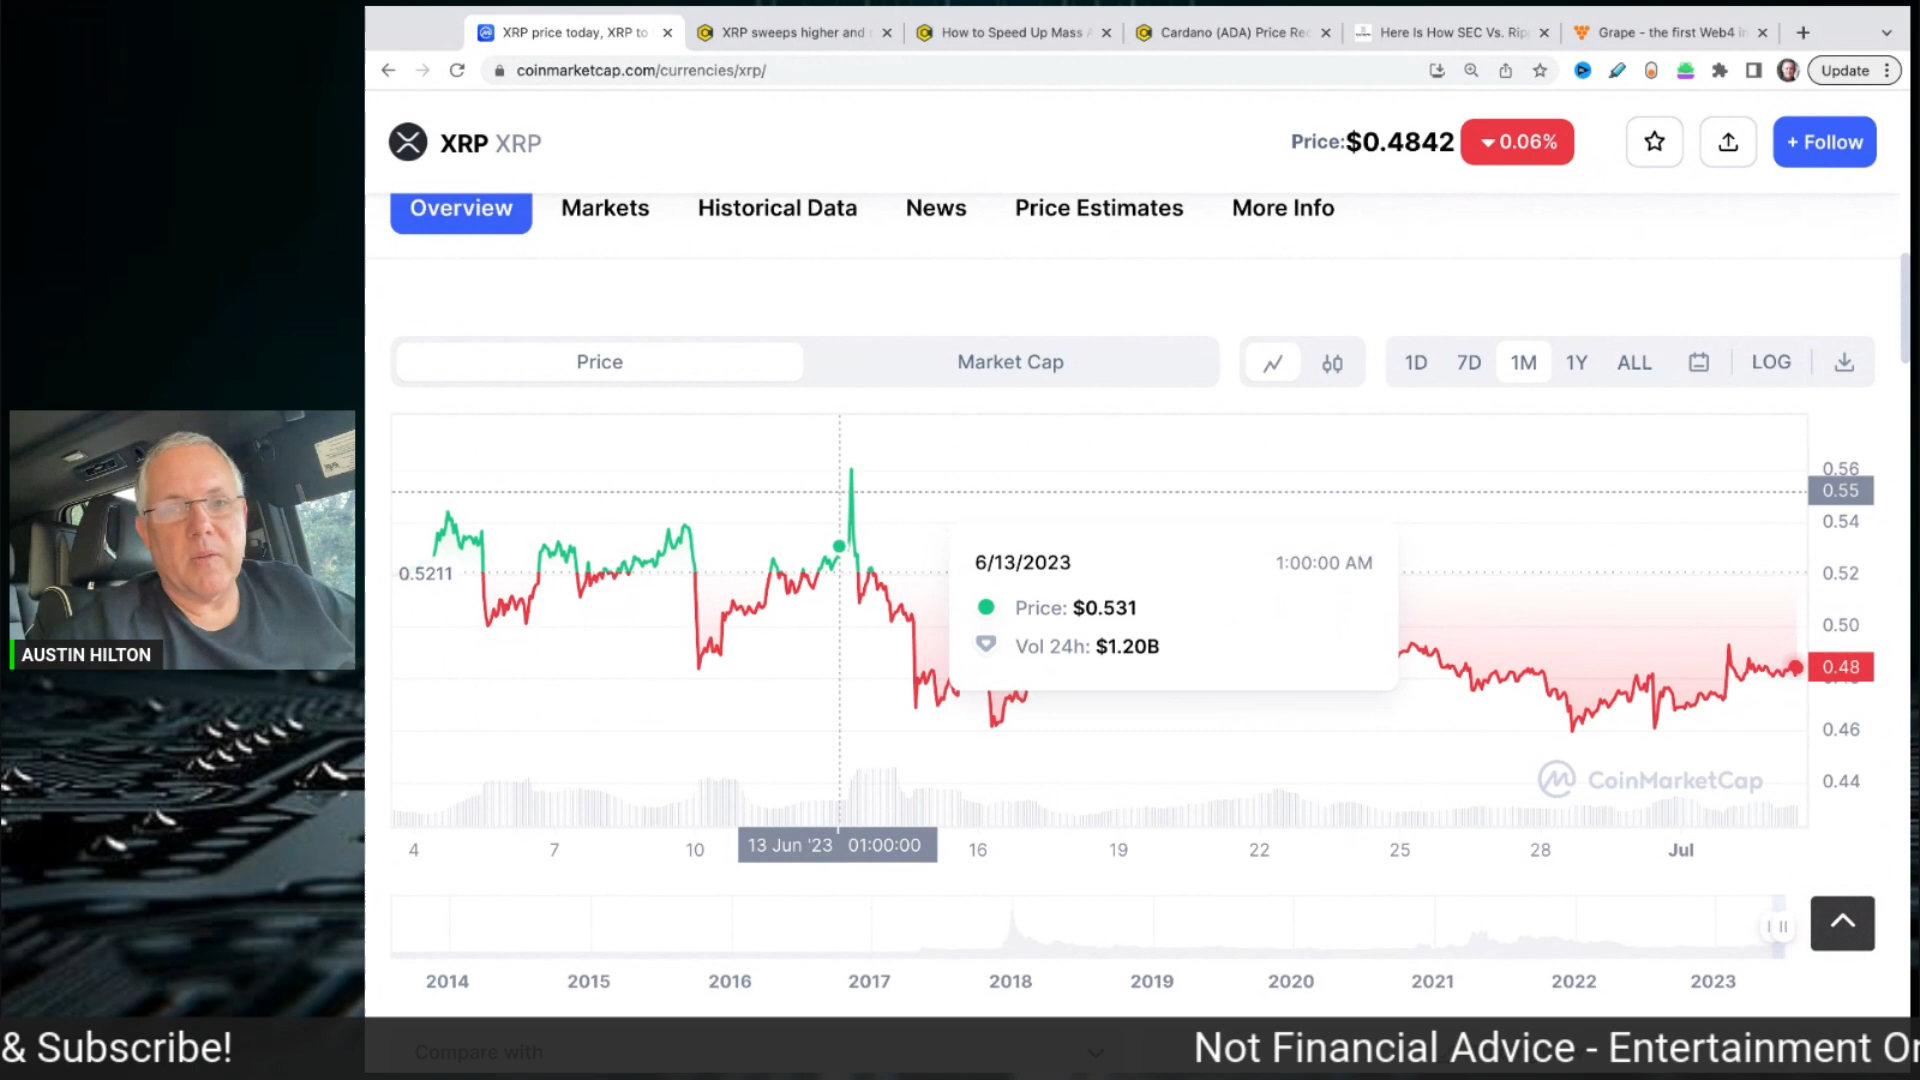 XRP price today, XRP to
XRP sweeps higher and
How to Speed Up Mass
Cardano (ADA) Price Rec
Here Is How SEC Vs. Rip
Grape - the first Web4 in
coinmarketcap.com/currencies/xrp/
Update
XRP XRP
Price:$0.4842
0.06%
+ Follow
Overview
Markets
Historical Data
News
Price Estimates
More Info
Price
Market Cap
1D
7D
1M
1Y
ALL
LOG
0.56
0.55
0.54
0.5211
0.52
0.50
0.48
0.46
0.44
6/13/2023
1:00:00 AM
Price: $0.531
Vol 24h: $1.20B
CoinMarketCap
4
7
10
13 Jun '23 01:00:00
16
19
22
25
28
Jul
2014
2015
2016
2017
2018
2019
2020
2021
2022
2023
AUSTIN HILTON
Compare with
& Subscribe!
Not Financial Advice - Entertainment On